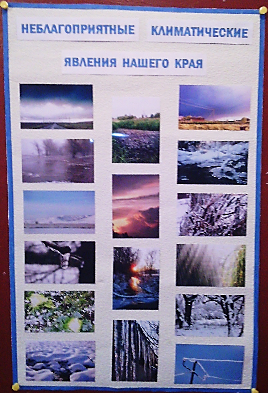 НЕБЛАГОПРИЯТНЫЕ КЛИМАТИЧЕСКИЕ
ЯВЛЕНИЯ НАШЕГО КРАЯ